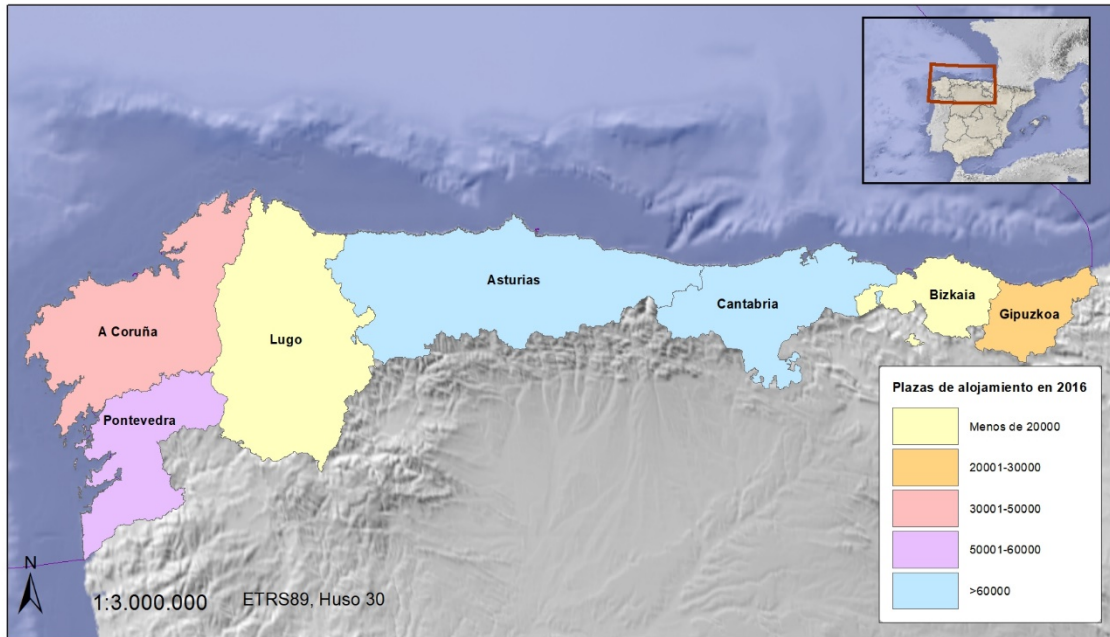 Asturias
Cantabria
Bizkaia
Gipuzkoa
A Coruña
Lugo
Pontevedra
Plazas de alojamiento en 2016
Menos de 20000
20001-30000
30001-50000
50001-60000
>60000
N
1:3.000.000
ETRS89, Huso 30